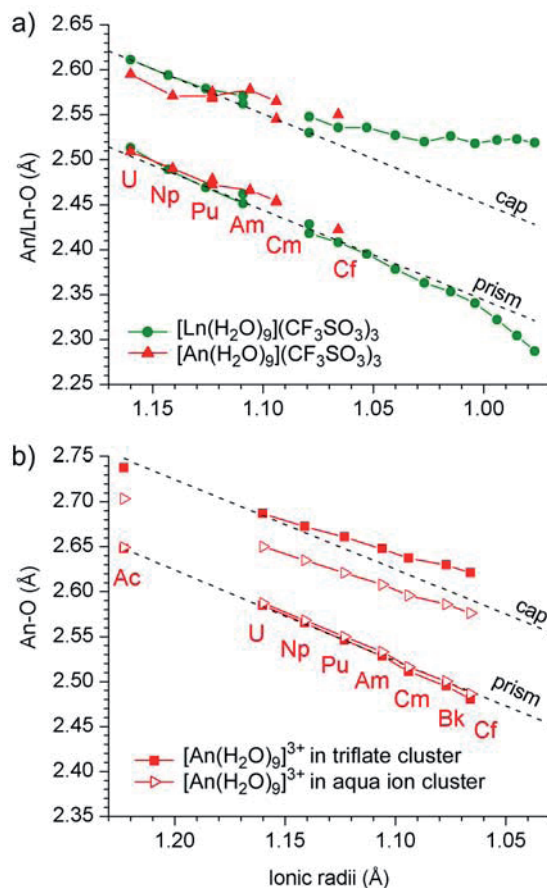 a)
2.65
2.60
2.55
2.50
2.45
2.40
2.35
2.30
2.25
An/Ln-O (Å)
U
Np
Pu
Am
Cm
Cf
cap
prism
[Ln(H2O)9](CF3SO3)3
[An(H2O)9](CF3SO3)3
1.15
1.10
1.05
1.00
b)
2.75
2.70
2.65
2.60
2.55
2.50
2.45
2.40
2.35
An-O (Å)
Ac
U
Np
Pu
Am
Cm
Bk
Cf
cap
prism
[An(H2O)9]3+ in triflate cluster
[An(H2O)9]3+ in aqua ion cluster
1.20
1.15
1.10
1.05
Ionic radii (Å)